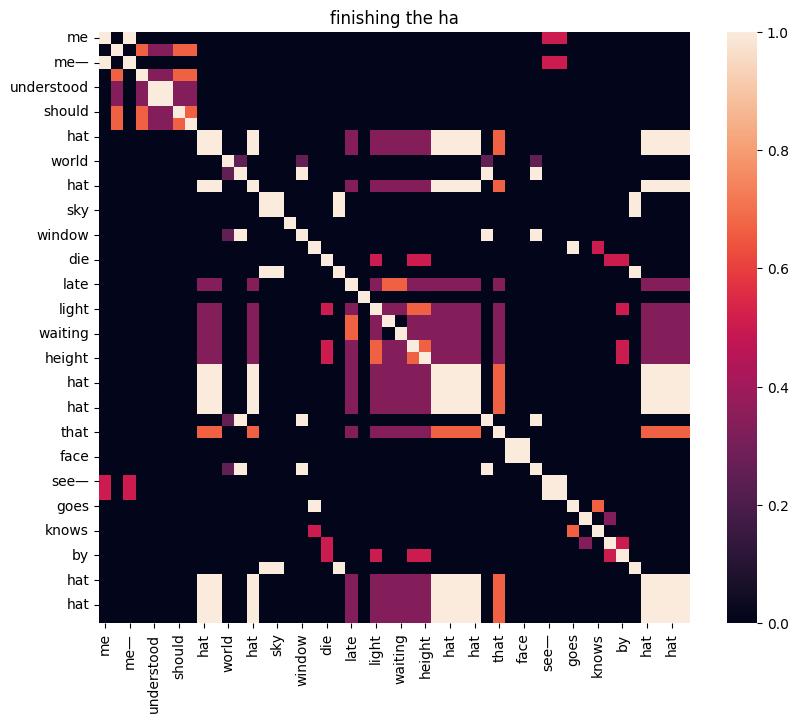 finishing the ha
me
me—
understood
should
hat
world
hat
sky
window
die
late
light
waiting
height
hat
hat
that
face
see—
goes
knows
by
hat
hat
1.0
0.8
0.6
0.4
0.2
0.0
me
me—
understood
should
hat
world
hat
sky
window
die
late
light
waiting
height
hat
hat
that
face
see—
goes
knows
by
hat
hat